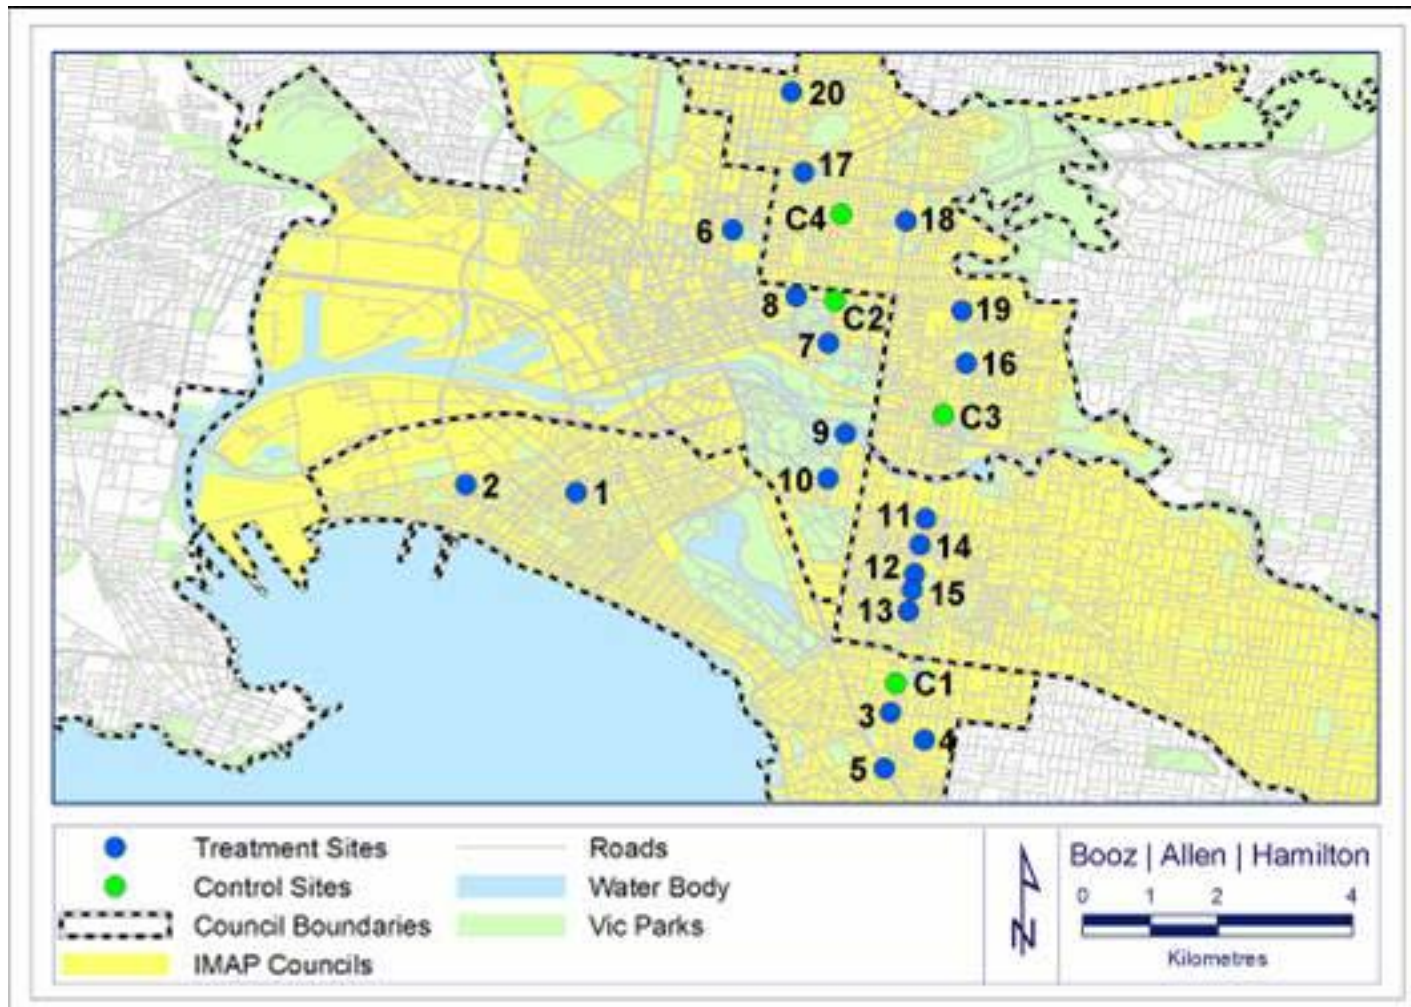 20
17
C4
18
6
8
C2
19
7
16
C3
9
2
1
10
11
14
12
15
13
C1
3
4
5
Treatment Sites
Roads
Booz | Allen | Hamilton
Control Sites
Water Body
0 1 2 4
Council Boundaries
Vic Parks
N
Kilometres
IMAP Councils